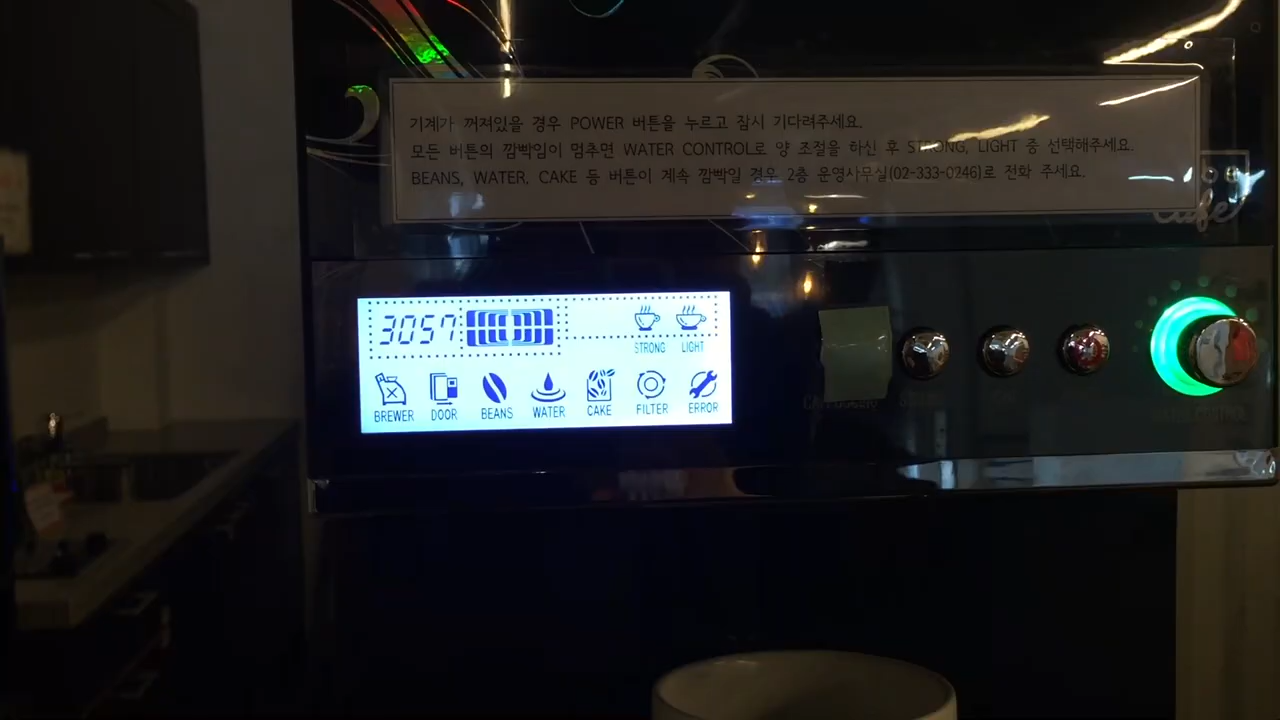 기계가 꺼져있을 경우 POWER 버튼을 누르고 잠시 기다려주세요.
모든 버튼의 깜빡임이 멈추면 WATER CONTROL로 양 조절을 하신 후 STRONG, LIGHT 중 선택해주세요.
BEANS, WATER, CAKE 등 버튼이 계속 깜빡일 경우 2층 운영사무실(02-333-0246)로 전화 주세요.
Cafe
3057
STRONG LIGHT
BREWER DOOR BEANS WATER CAKE FILTER ERROR